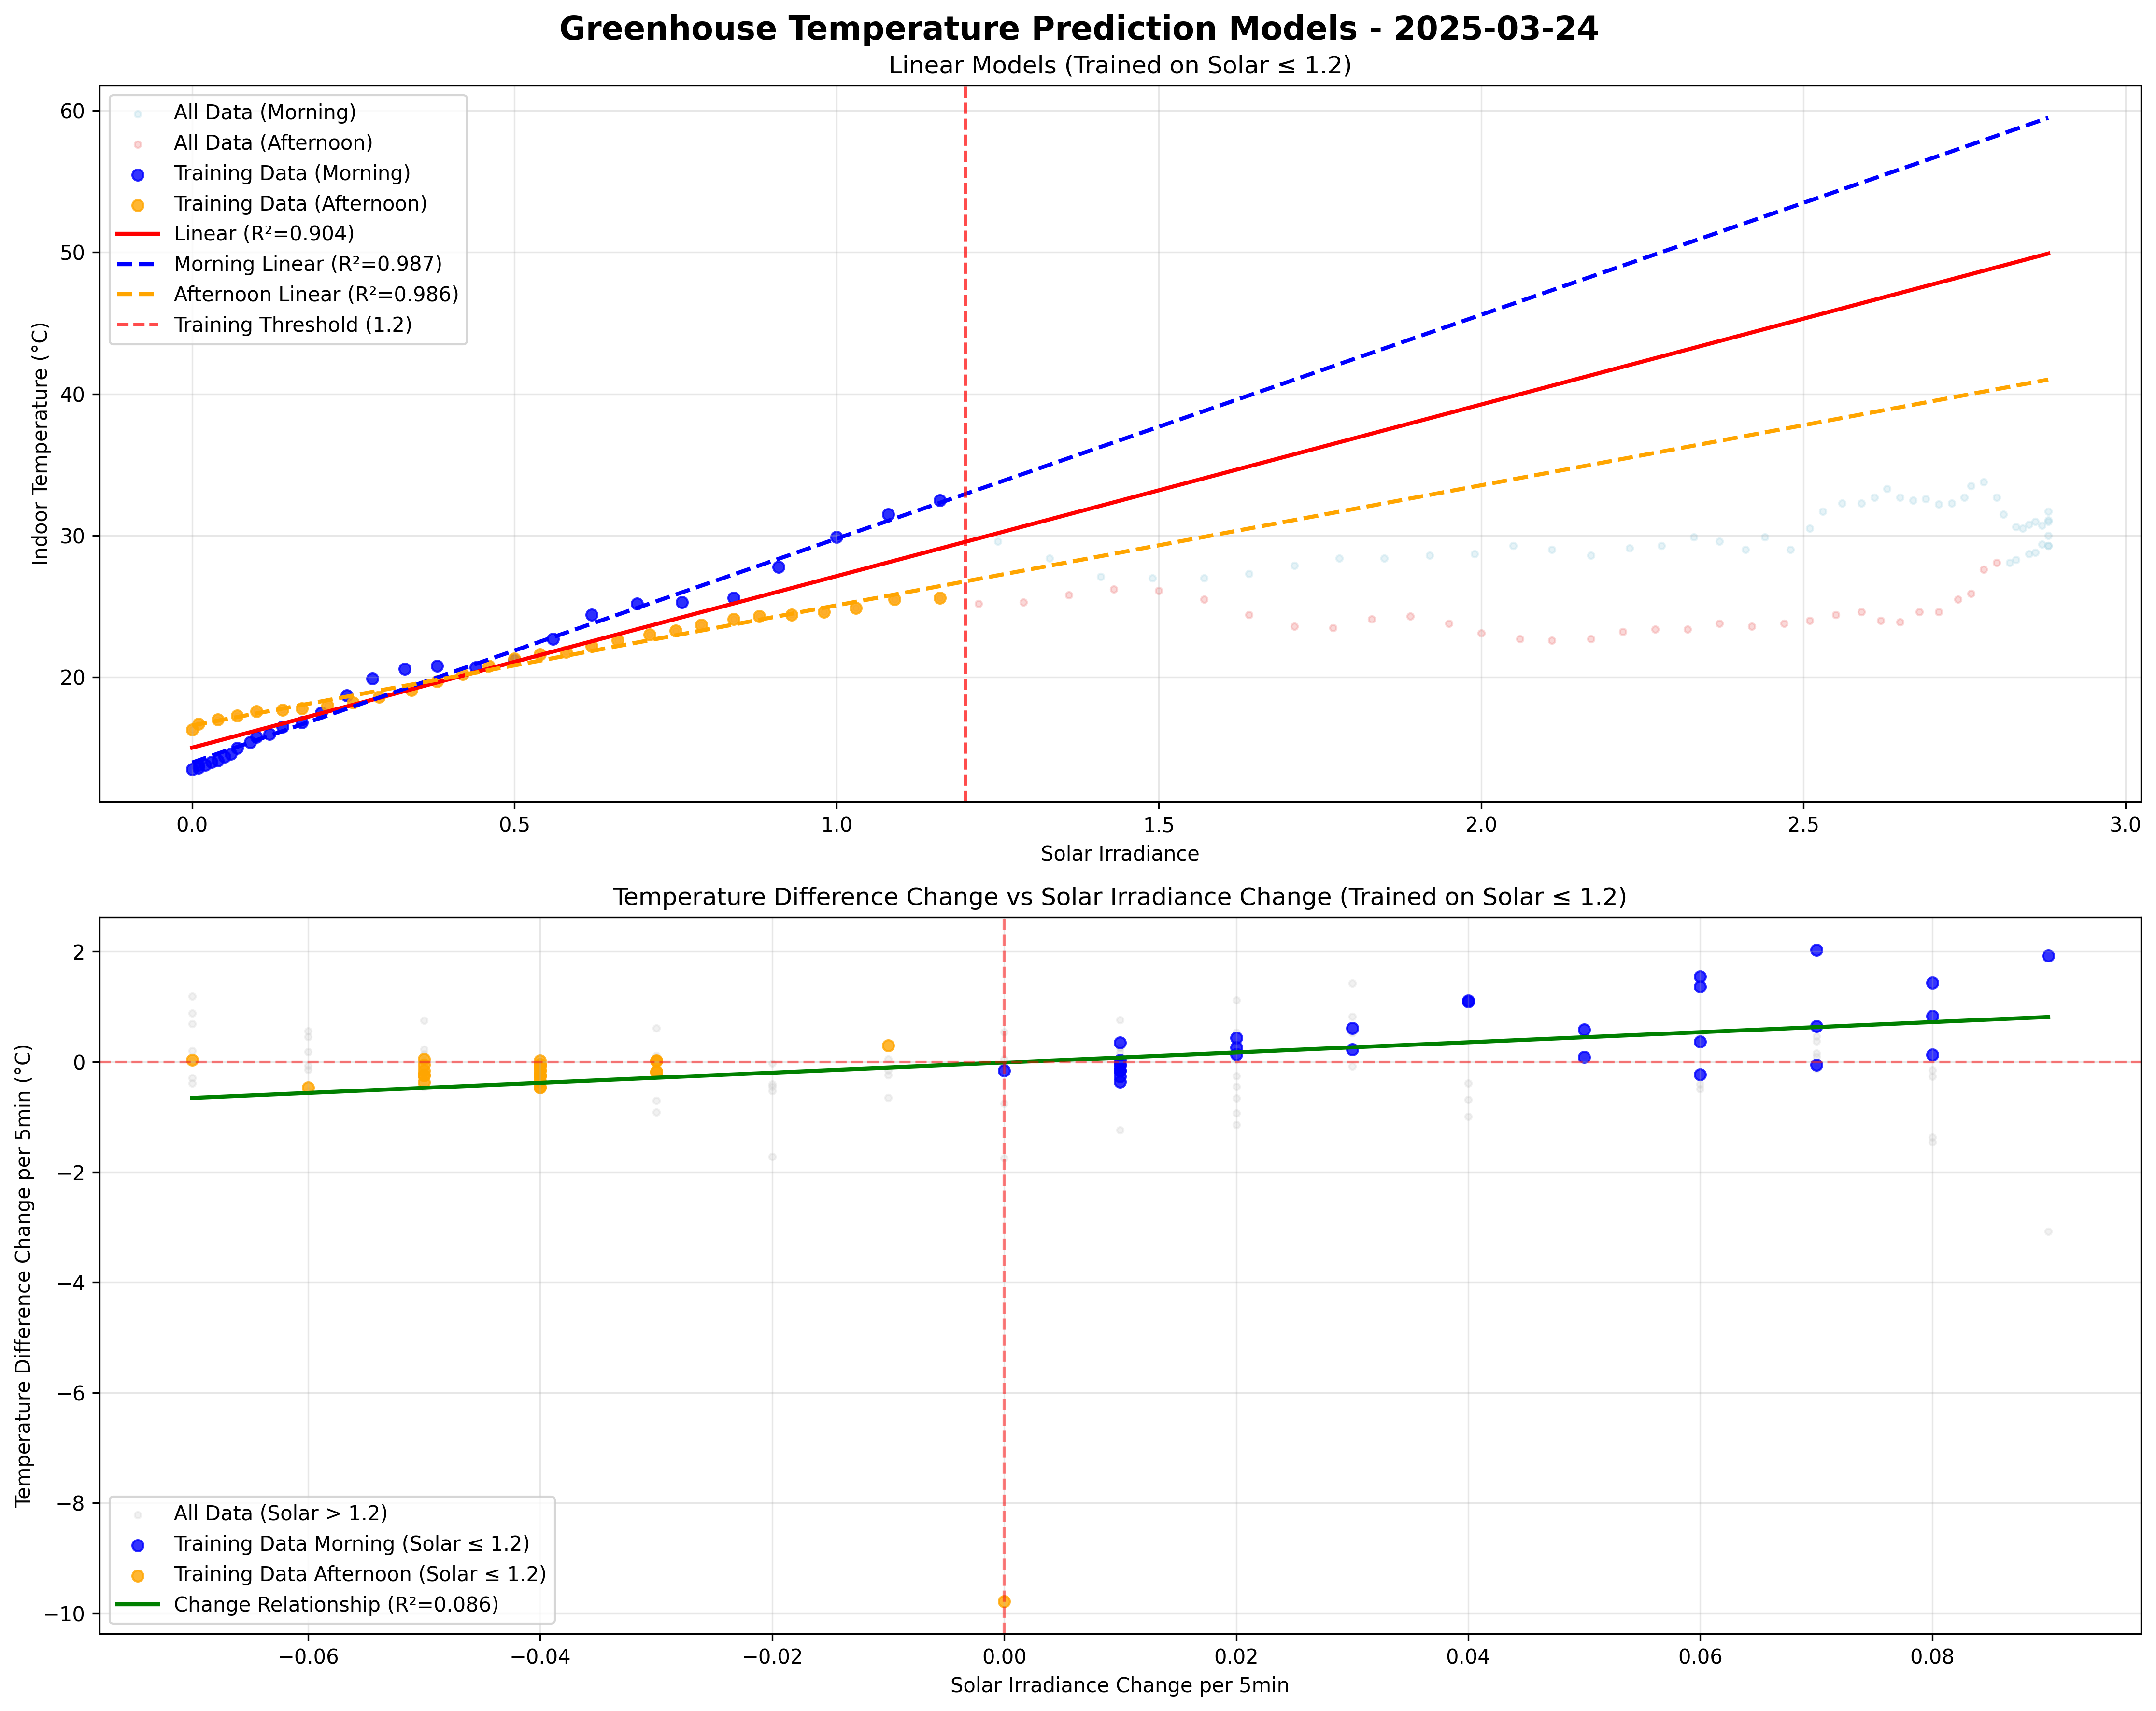 Greenhouse Temperature Prediction Models - 2025-03-24
Linear Models (Trained on Solar ≤ 1.2)
All Data (Morning)
All Data (Afternoon)
Training Data (Morning)
Training Data (Afternoon)
Linear (R²=0.904)
Morning Linear (R²=0.987)
Afternoon Linear (R²=0.986)
Training Threshold (1.2)
Indoor Temperature (°C)
60
50
40
30
20
0.0 0.5 1.0 1.5 2.0 2.5 3.0
Solar Irradiance
Temperature Difference Change vs Solar Irradiance Change (Trained on Solar ≤ 1.2)
Temperature Difference Change per 5min (°C)
2
0
−2
−4
−6
−8
−10
All Data (Solar > 1.2)
Training Data Morning (Solar ≤ 1.2)
Training Data Afternoon (Solar ≤ 1.2)
Change Relationship (R²=0.086)
−0.06 −0.04 −0.02 0.00 0.02 0.04 0.06 0.08
Solar Irradiance Change per 5min